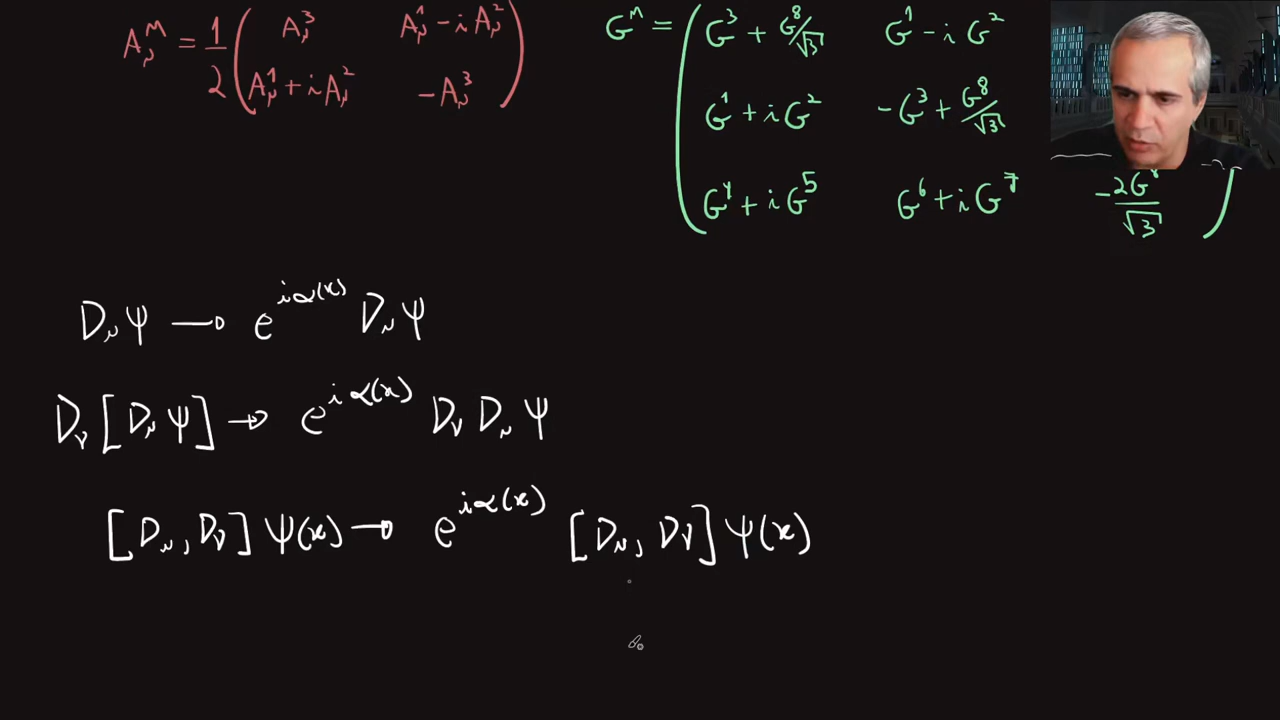 A_μ^M = 1/2 ( A_μ^3   A_μ^1 - i A_μ^2
A_μ^1 + i A_μ^2   -A_μ^3 )
G^M = ( G^3 + G^8/√3   G^1 - i G^2
G^1 + i G^2   -G^3 + G^8/√3
G^4 + i G^5   G^6 + i G^7   -2G^8/√3 )
D_μ ψ → e^{iα(x)} D_μ ψ
D_ν [D_μ ψ] → e^{iα(x)} D_ν D_μ ψ
[D_μ, D_ν] ψ(x) → e^{iα(x)} [D_μ, D_ν] ψ(x)